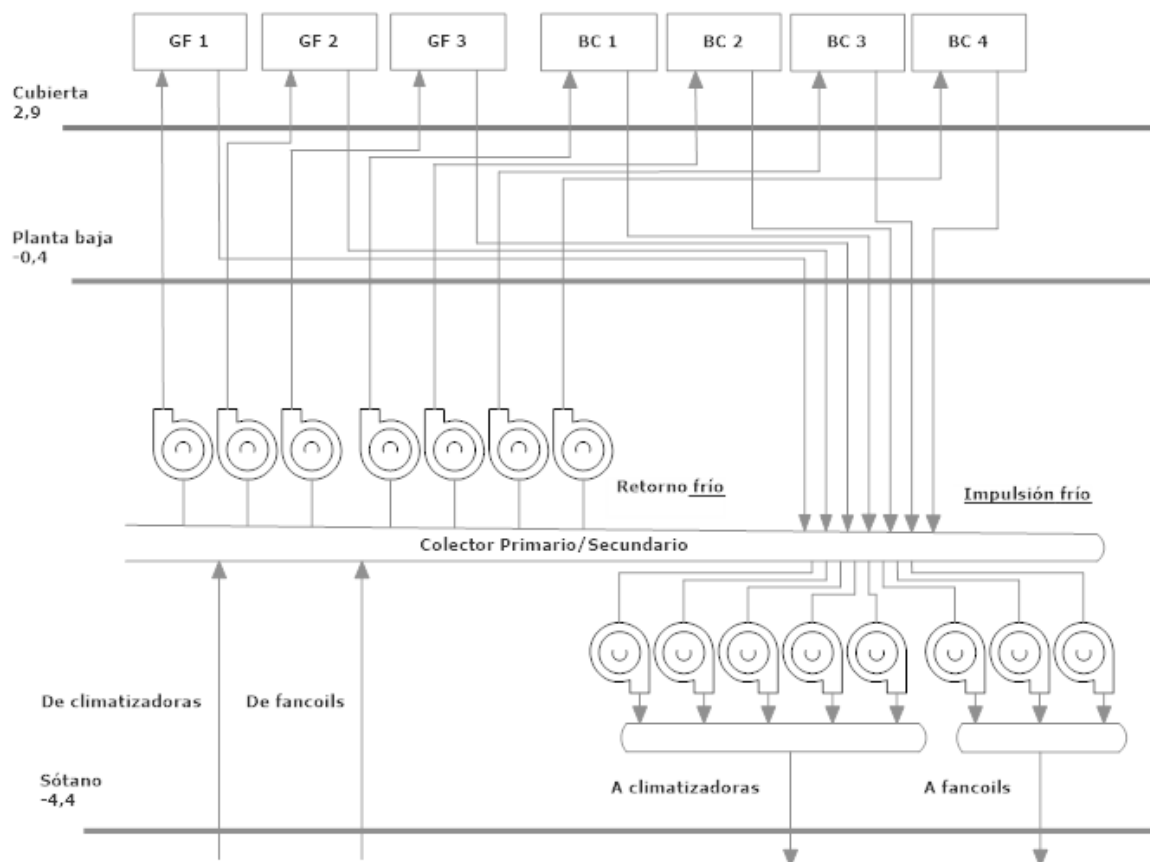 GF 1
GF 2
GF 3
BC 1
BC 2
BC 3
BC 4
Cubierta
2,9
Planta baja
-0,4
Retorno frío
Impulsión frío
Colector Primario/Secundario
De climatizadoras
De fancoils
Sótano
-4,4
A climatizadoras
A fancoils